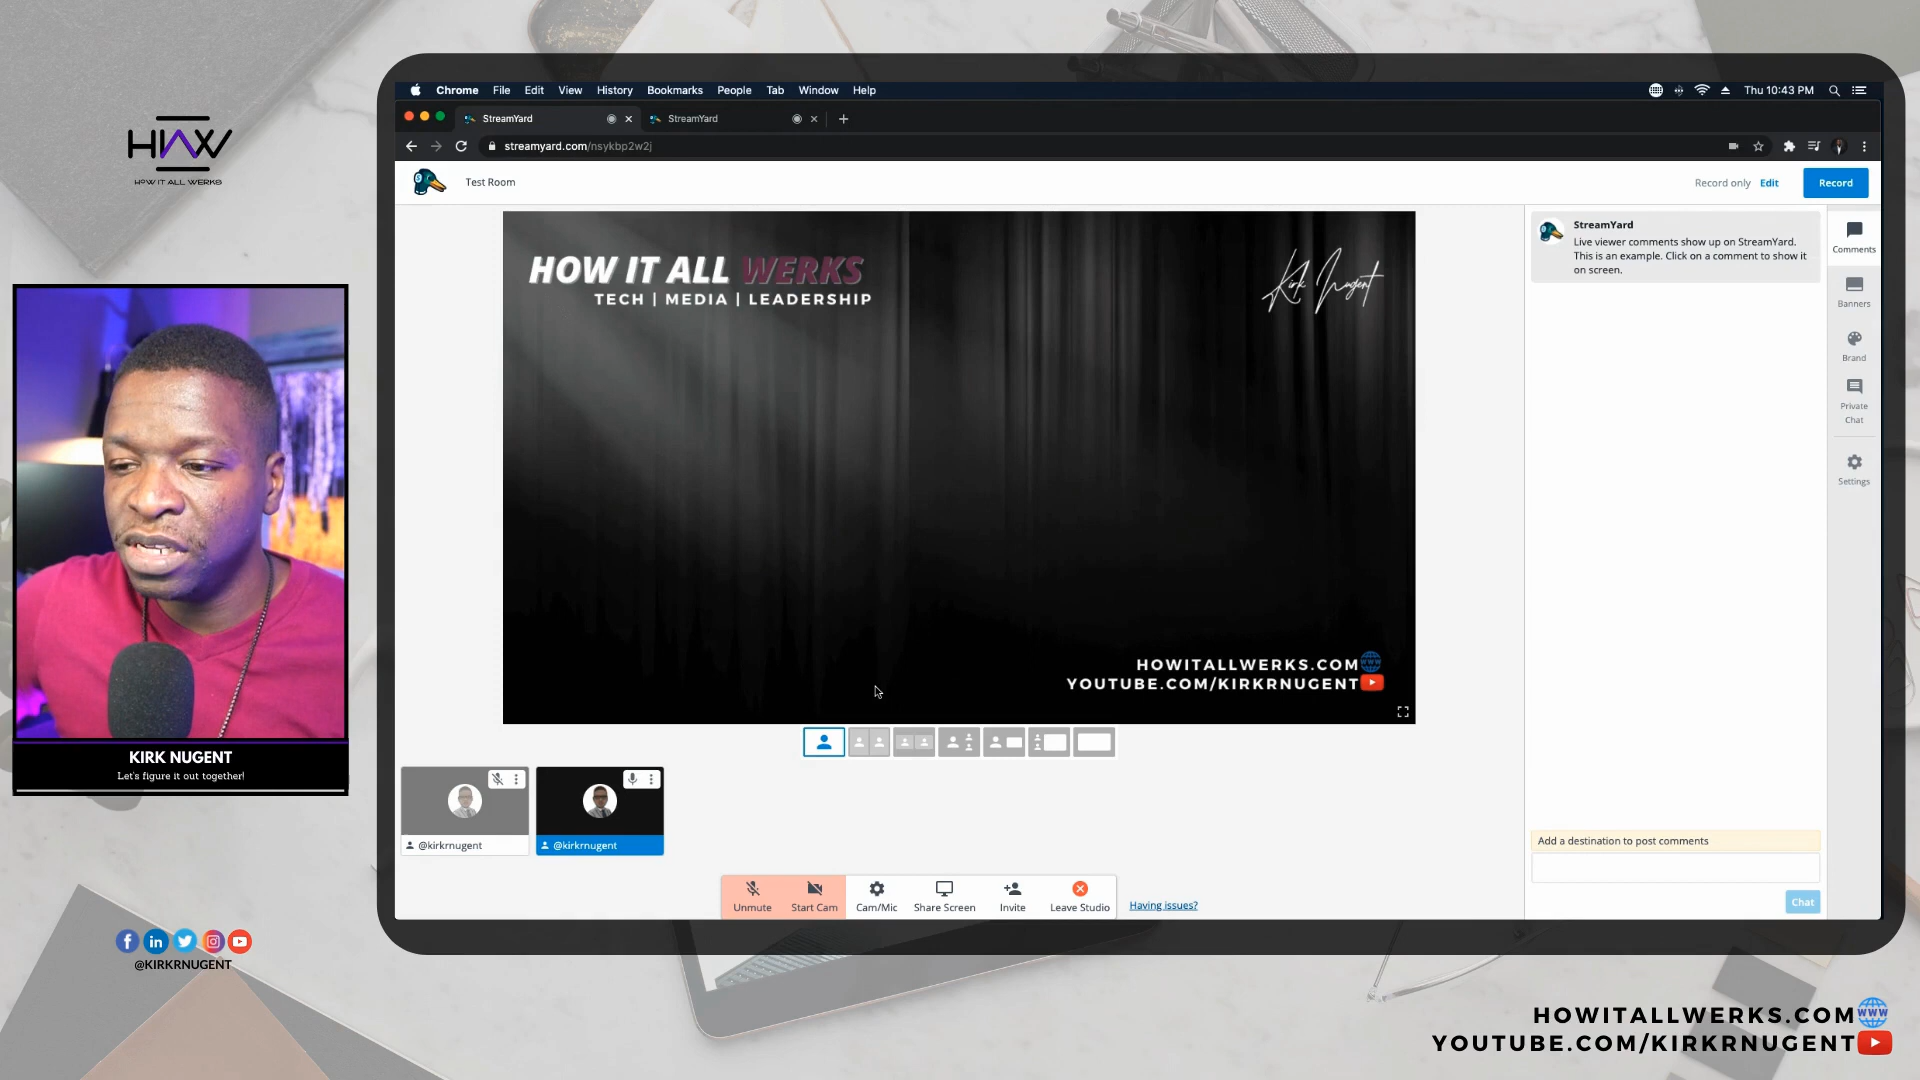 HIAW
HOW IT ALL WERKS
KIRK NUGENT
Let's figure it out together!
@KIRKRNUGENT
Chrome File Edit View History Bookmarks People Tab Window Help
Thu 10:43 PM
StreamYard
StreamYard
streamyard.com/nsykbp2w2j
Test Room
Record only Edit
Record
HOW IT ALL WERKS
TECH | MEDIA | LEADERSHIP
Kirk Nugent
HOWITALLWERKS.COM
YOUTUBE.COM/KIRKRNUGENT
StreamYard
Live viewer comments show up on StreamYard.
This is an example. Click on a comment to show it
on screen.
Comments
Banners
Brand
Private
Chat
Settings
@kirkrnugent
@kirkrnugent
Add a destination to post comments
Chat
Unmute
Start Cam
Cam/Mic
Share Screen
Invite
Leave Studio
Having issues?
HOWITALLWERKS.COM
WWW
YOUTUBE.COM/KIRKRNUGENT